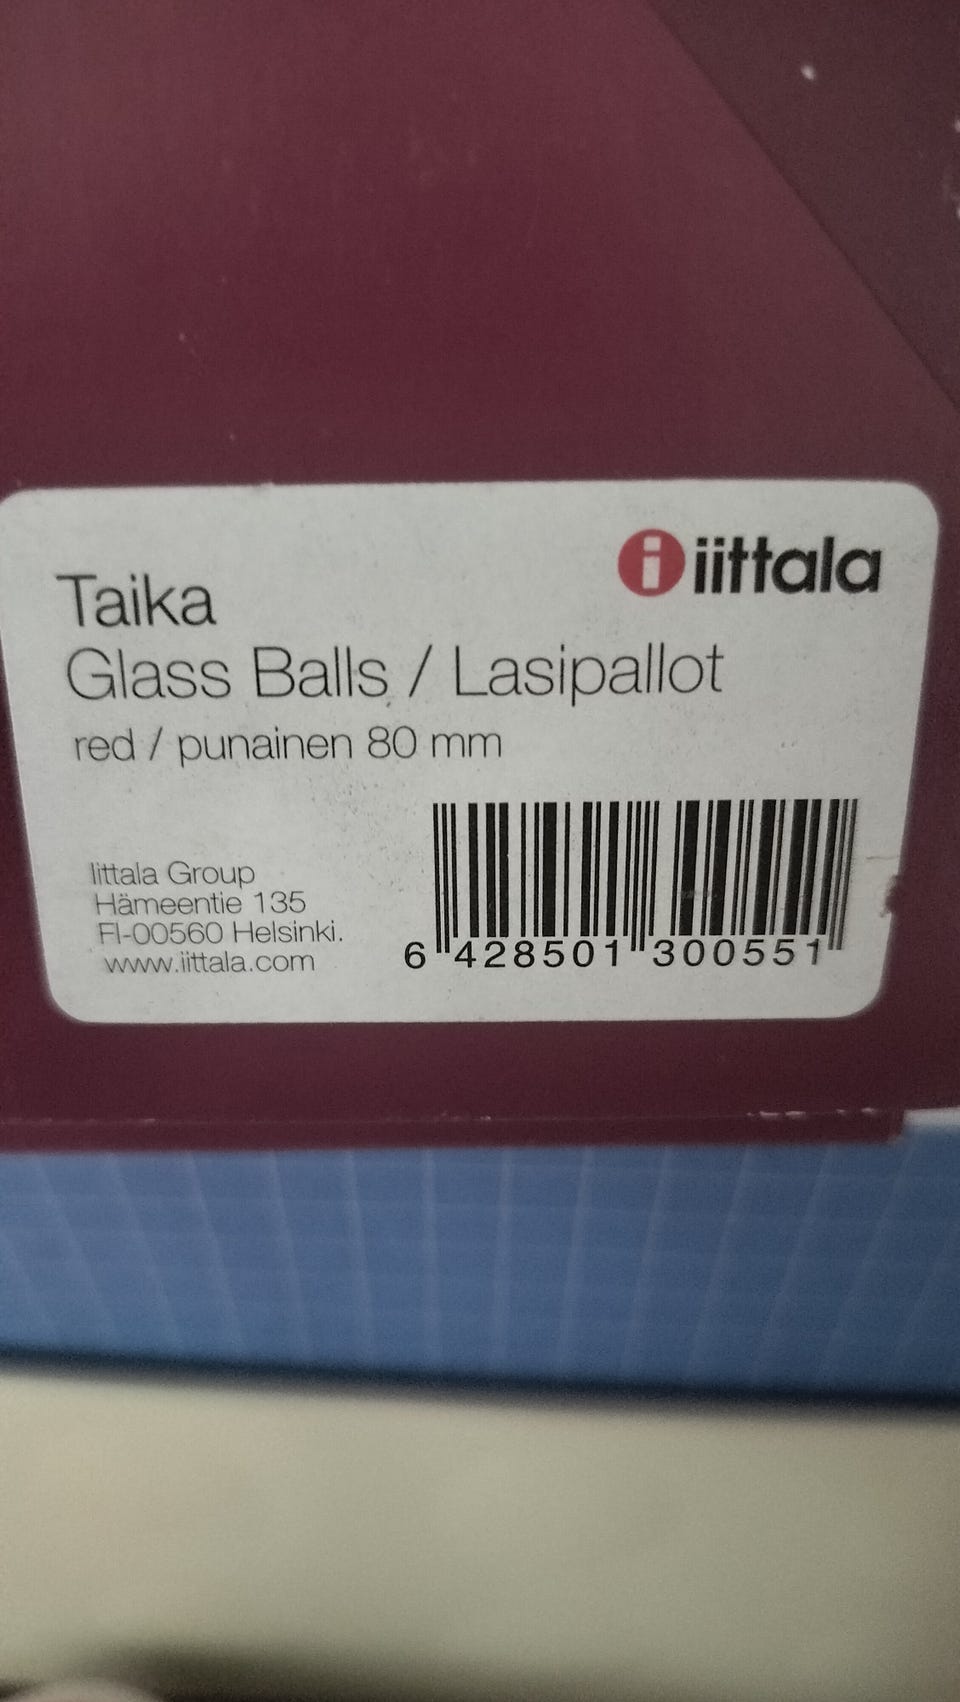 i iittala
Taika
Glass Balls / Lasipallot
red / punainen 80 mm
Iittala Group
Hämeentie 135
FI-00560 Helsinki.
www.iittala.com
6 428501 300551